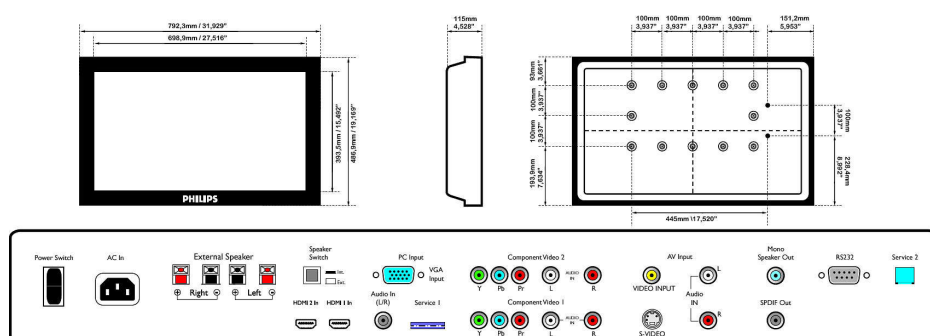 792,3mm / 31,929"
698,9mm / 27,516"
393,5mm / 15,492"
486,9mm / 19,169"
PHILIPS
115mm
4,528"
100mm 100mm 100mm 100mm
3,937" 3,937" 3,937" 3,937"
151,2mm
5,953"
93mm
3,661"
100mm
3,937"
100mm
3,937"
193,9mm
7,634"
100mm
3,937"
228,4mm
8,992"
445mm \17,520"
Power Switch
AC In
External Speaker
⊕ Right ⊖ ⊕ Left ⊖
Speaker
Switch
Int.
Ext.
HDMI 2 In HDMI 1 In
PC Input
VGA
Input
Audio In
(L/R)
Service 1
Component Video 2
AUDIO
IN
Y Pb Pr L R
Component Video 1
AUDIO
IN
Y Pb Pr L R
AV Input
VIDEO INPUT
S-VIDEO
L
Audio
IN
R
Mono
Speaker Out
SPDIF Out
RS232
Service 2